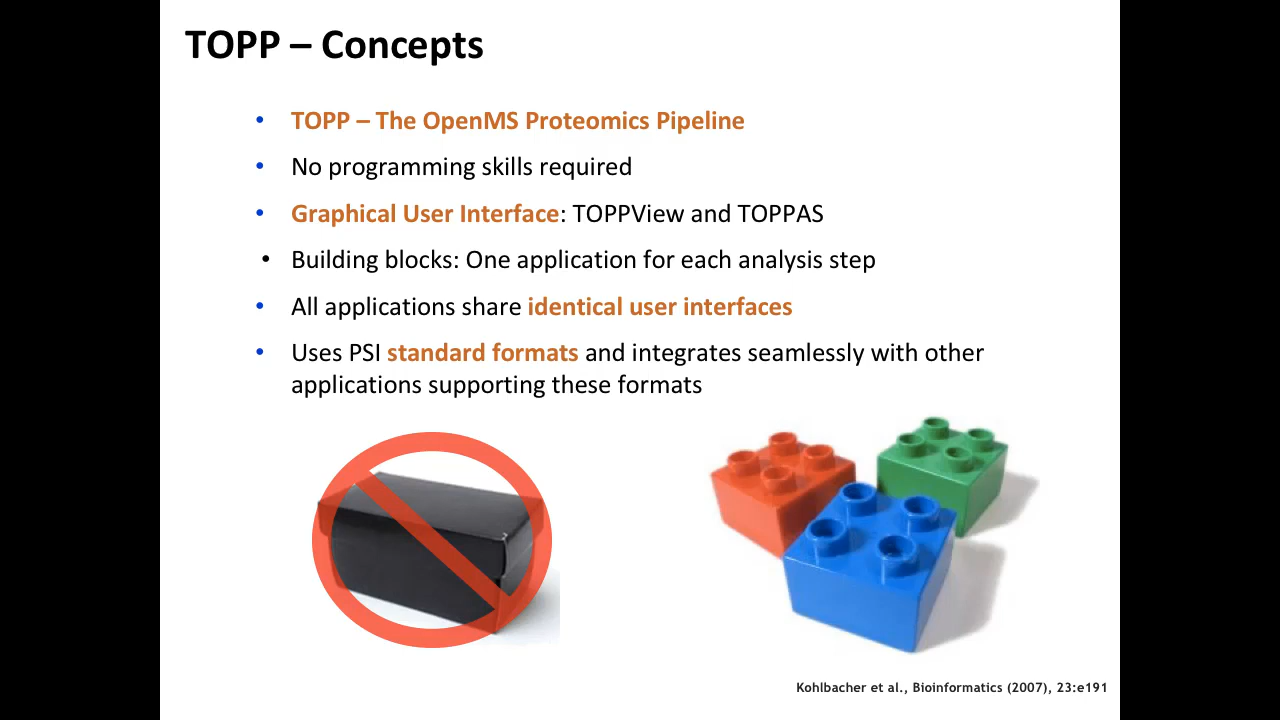 TOPP – Concepts
• TOPP – The OpenMS Proteomics Pipeline
• No programming skills required
• Graphical User Interface: TOPPView and TOPPAS
• Building blocks: One application for each analysis step
• All applications share identical user interfaces
• Uses PSI standard formats and integrates seamlessly with other
applications supporting these formats
Kohlbacher et al., Bioinformatics (2007), 23:e191